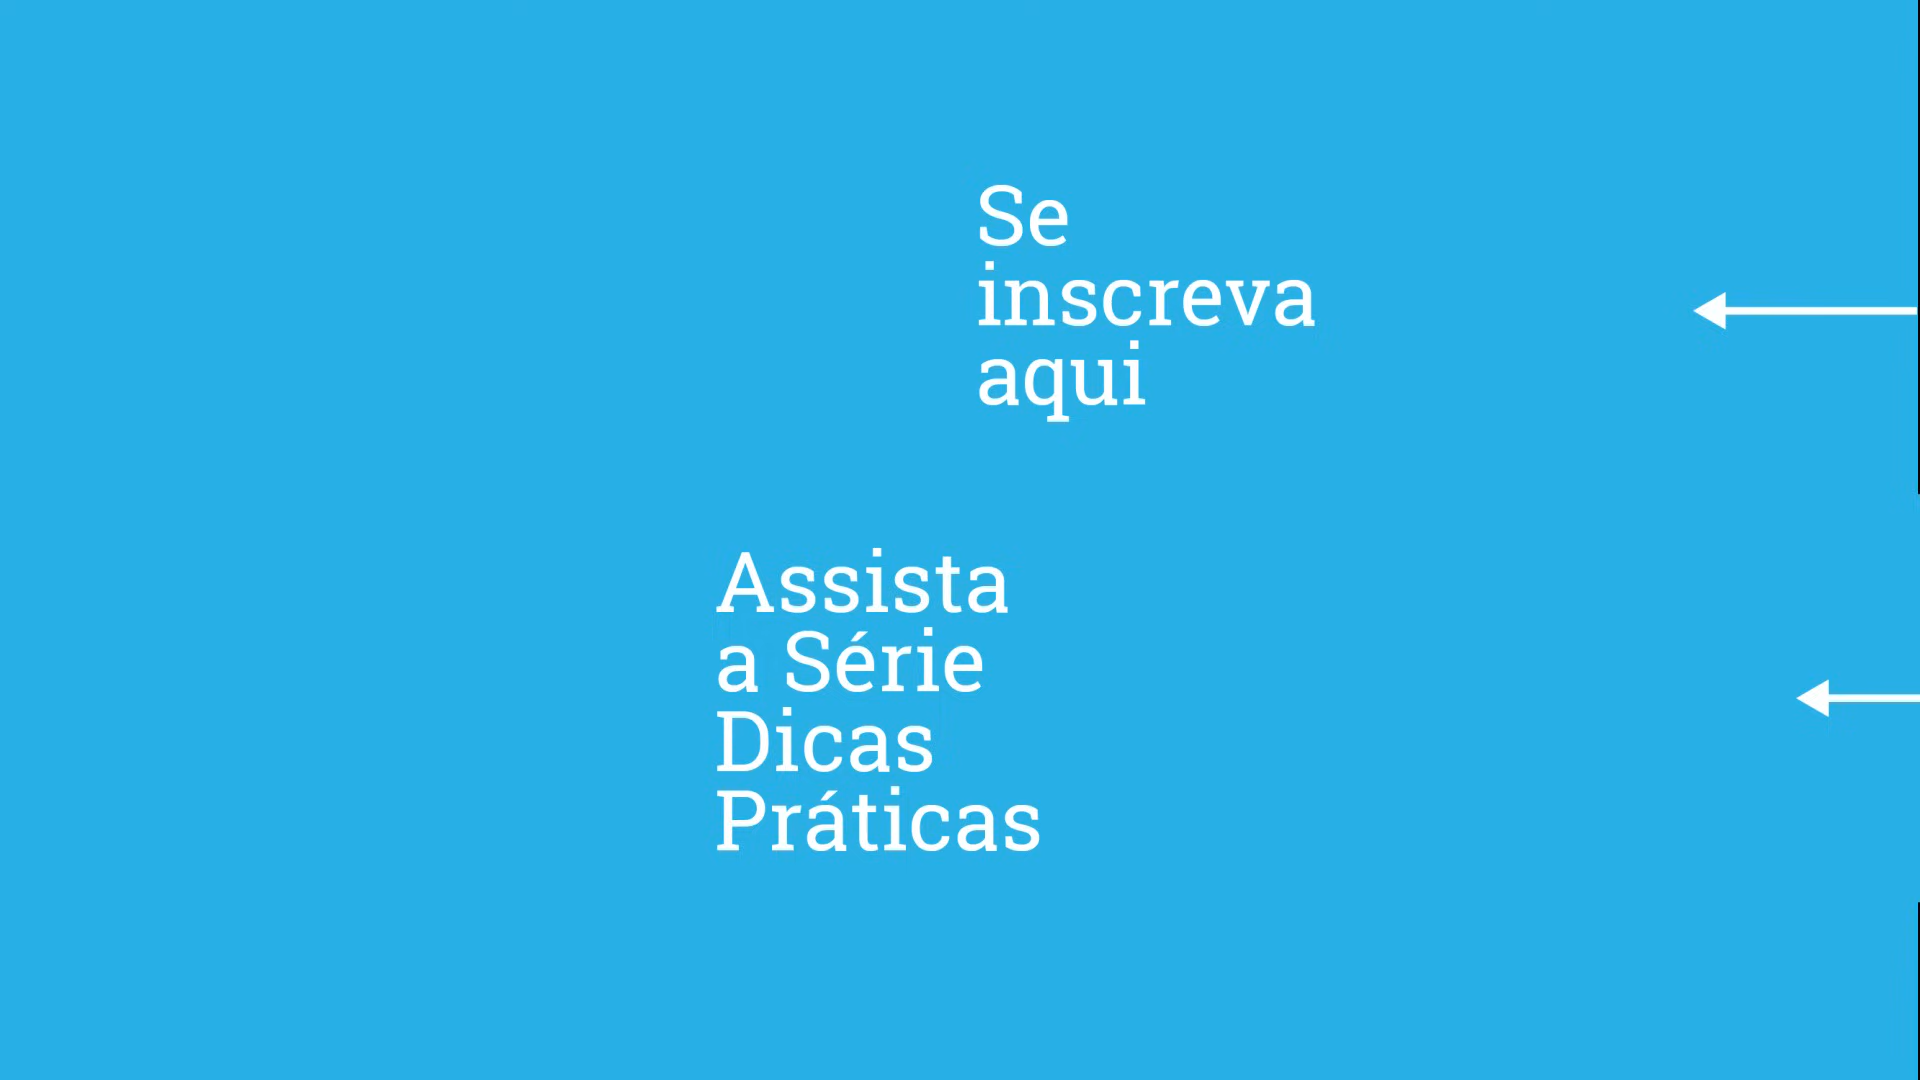 Se
inscreva
aqui
Assista
a Série
Dicas
Práticas